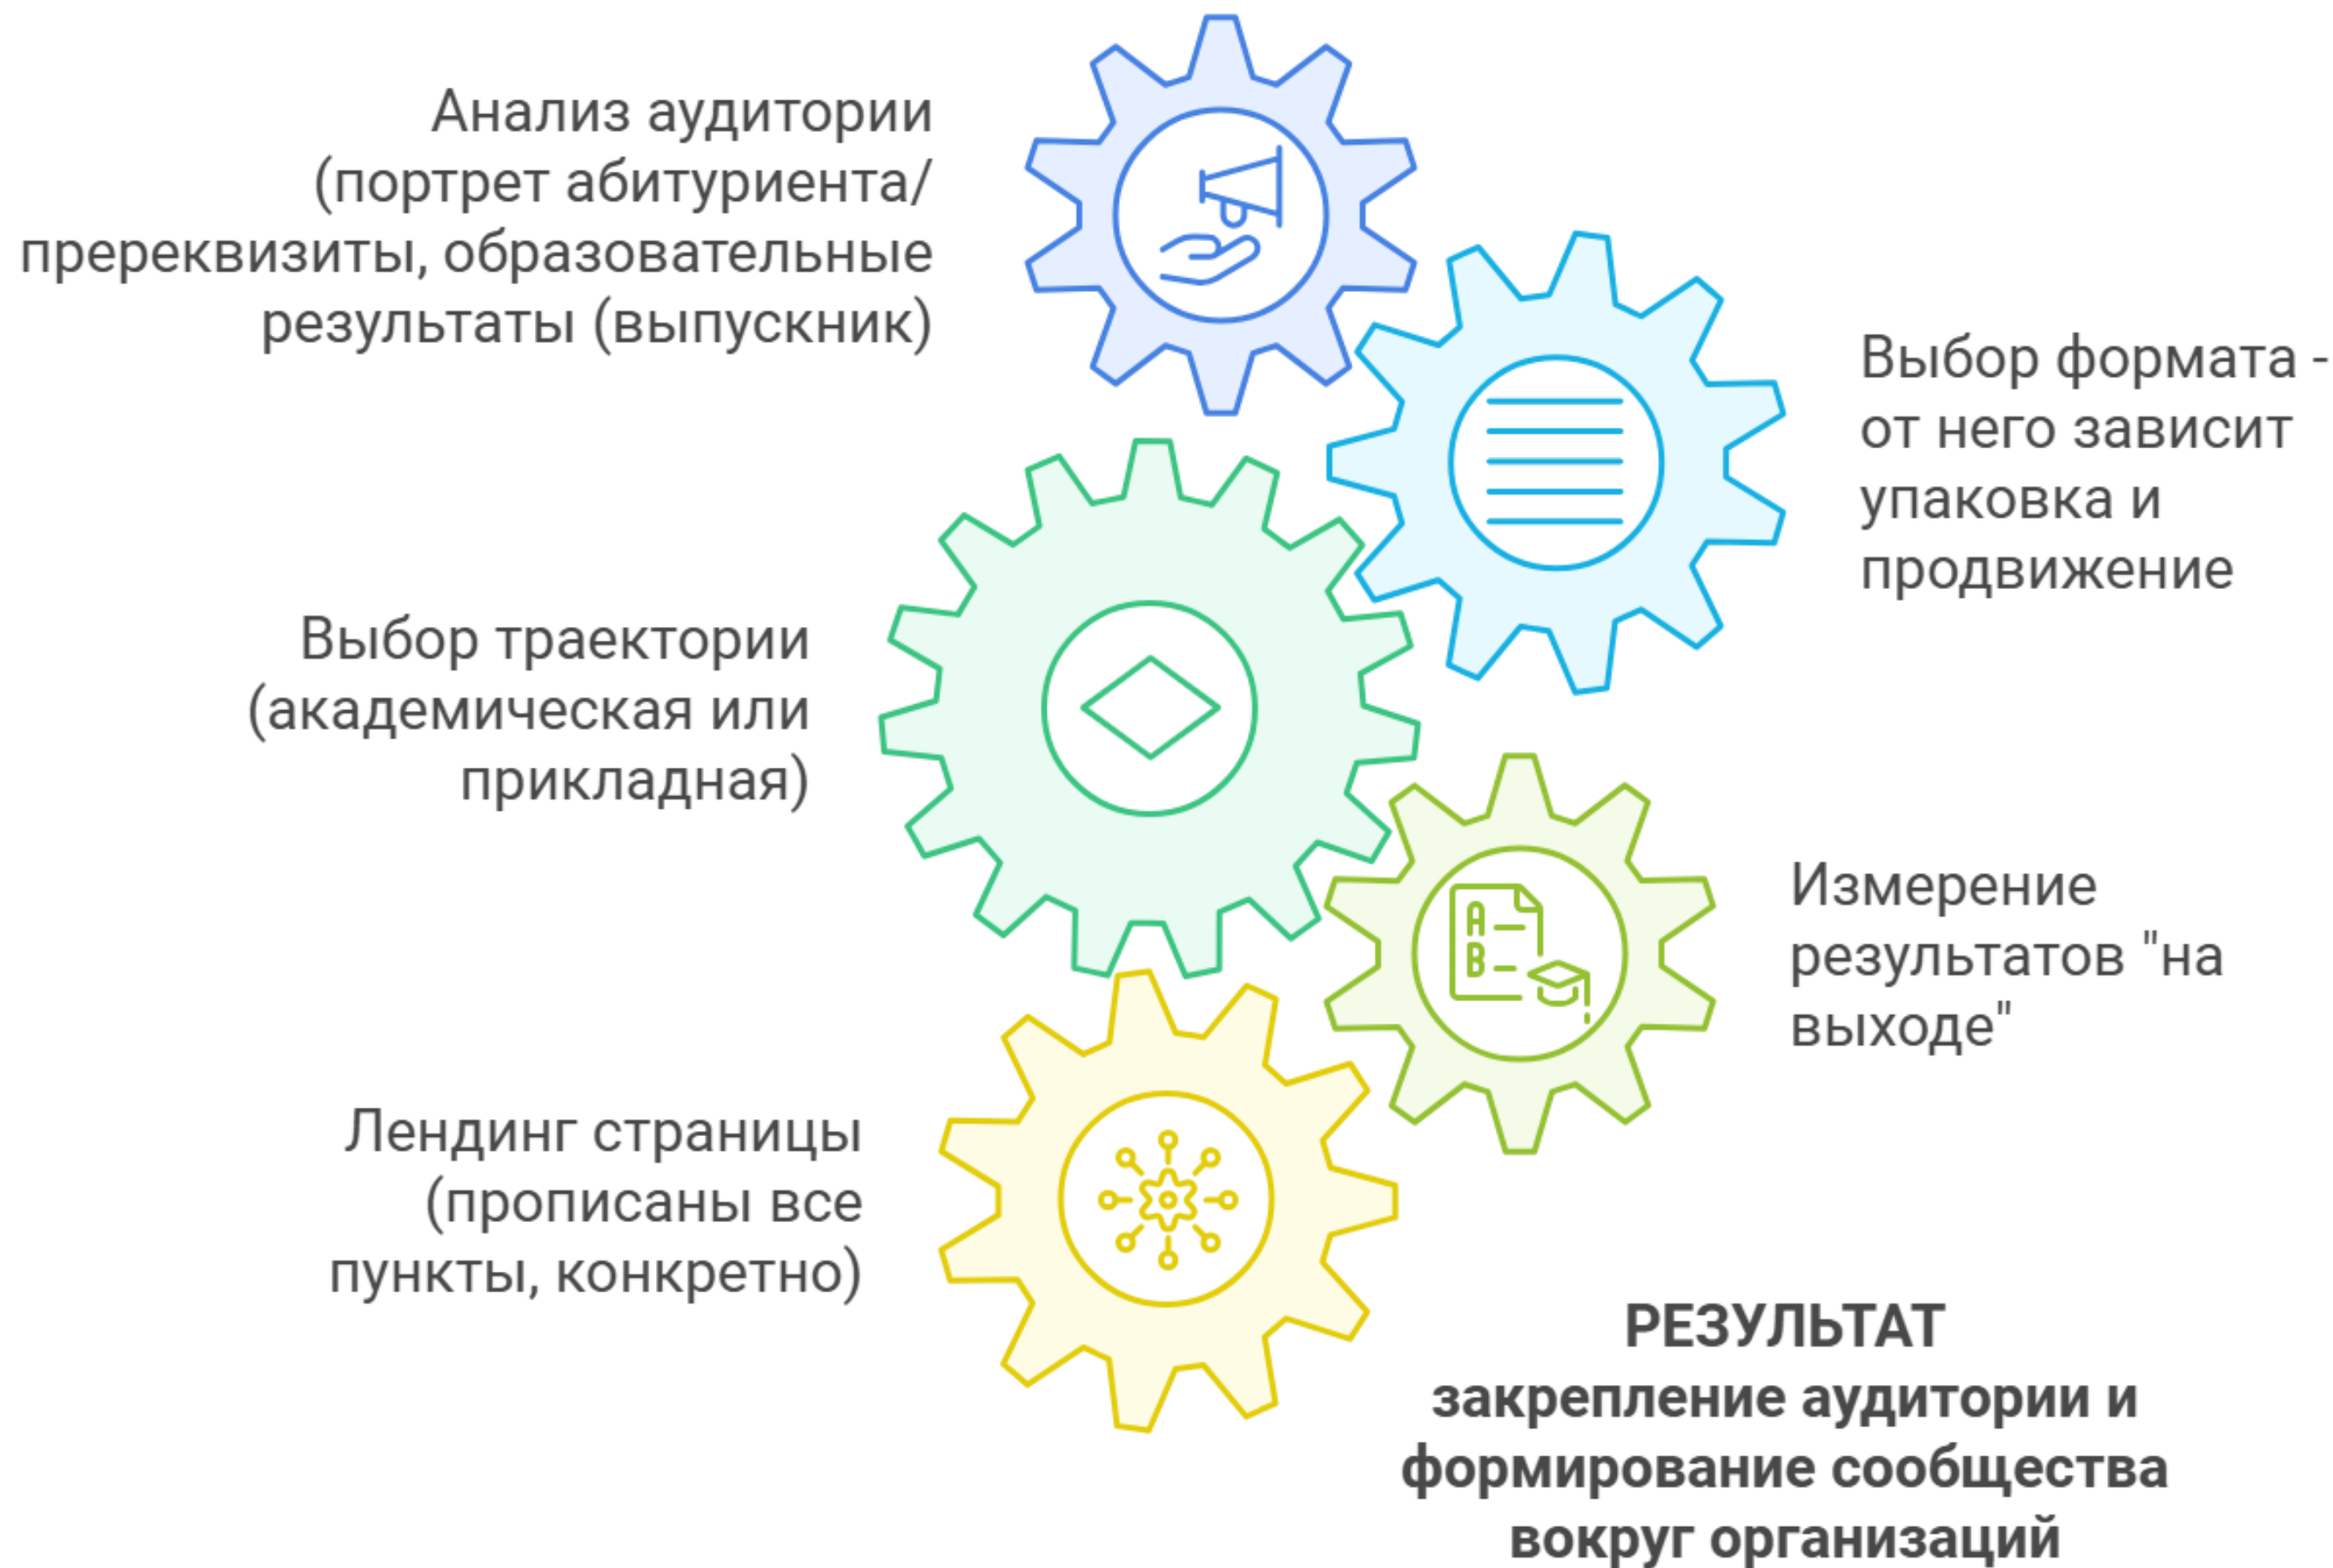 Анализ аудитории
(портрет абитуриента/
пререквизиты, образовательные
результаты (выпускник)
Выбор формата -
от него зависит
упаковка и
продвижение
Выбор траектории
(академическая или
прикладная)
Измерение
результатов "на
выходе"
Лендинг страницы
(прописаны все
пункты, конкретно)
РЕЗУЛЬТАТ
закрепление аудитории и
формирование сообщества
вокруг организаций
A
B